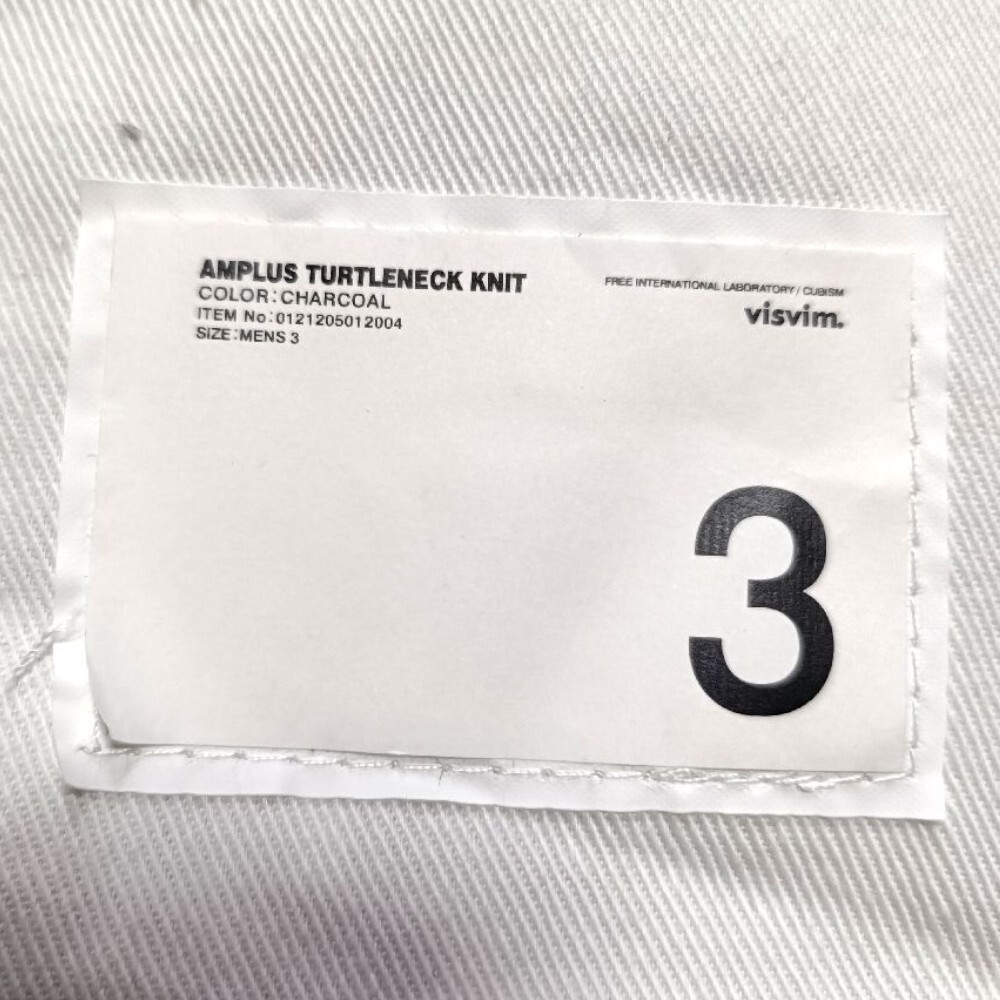 AMPLUS TURTLENECK KNIT
COLOR:CHARCOAL
ITEM No:0121205012004
SIZE:MENS 3
FREE INTERNATIONAL LABORATORY / CUBISM
visvim.
3